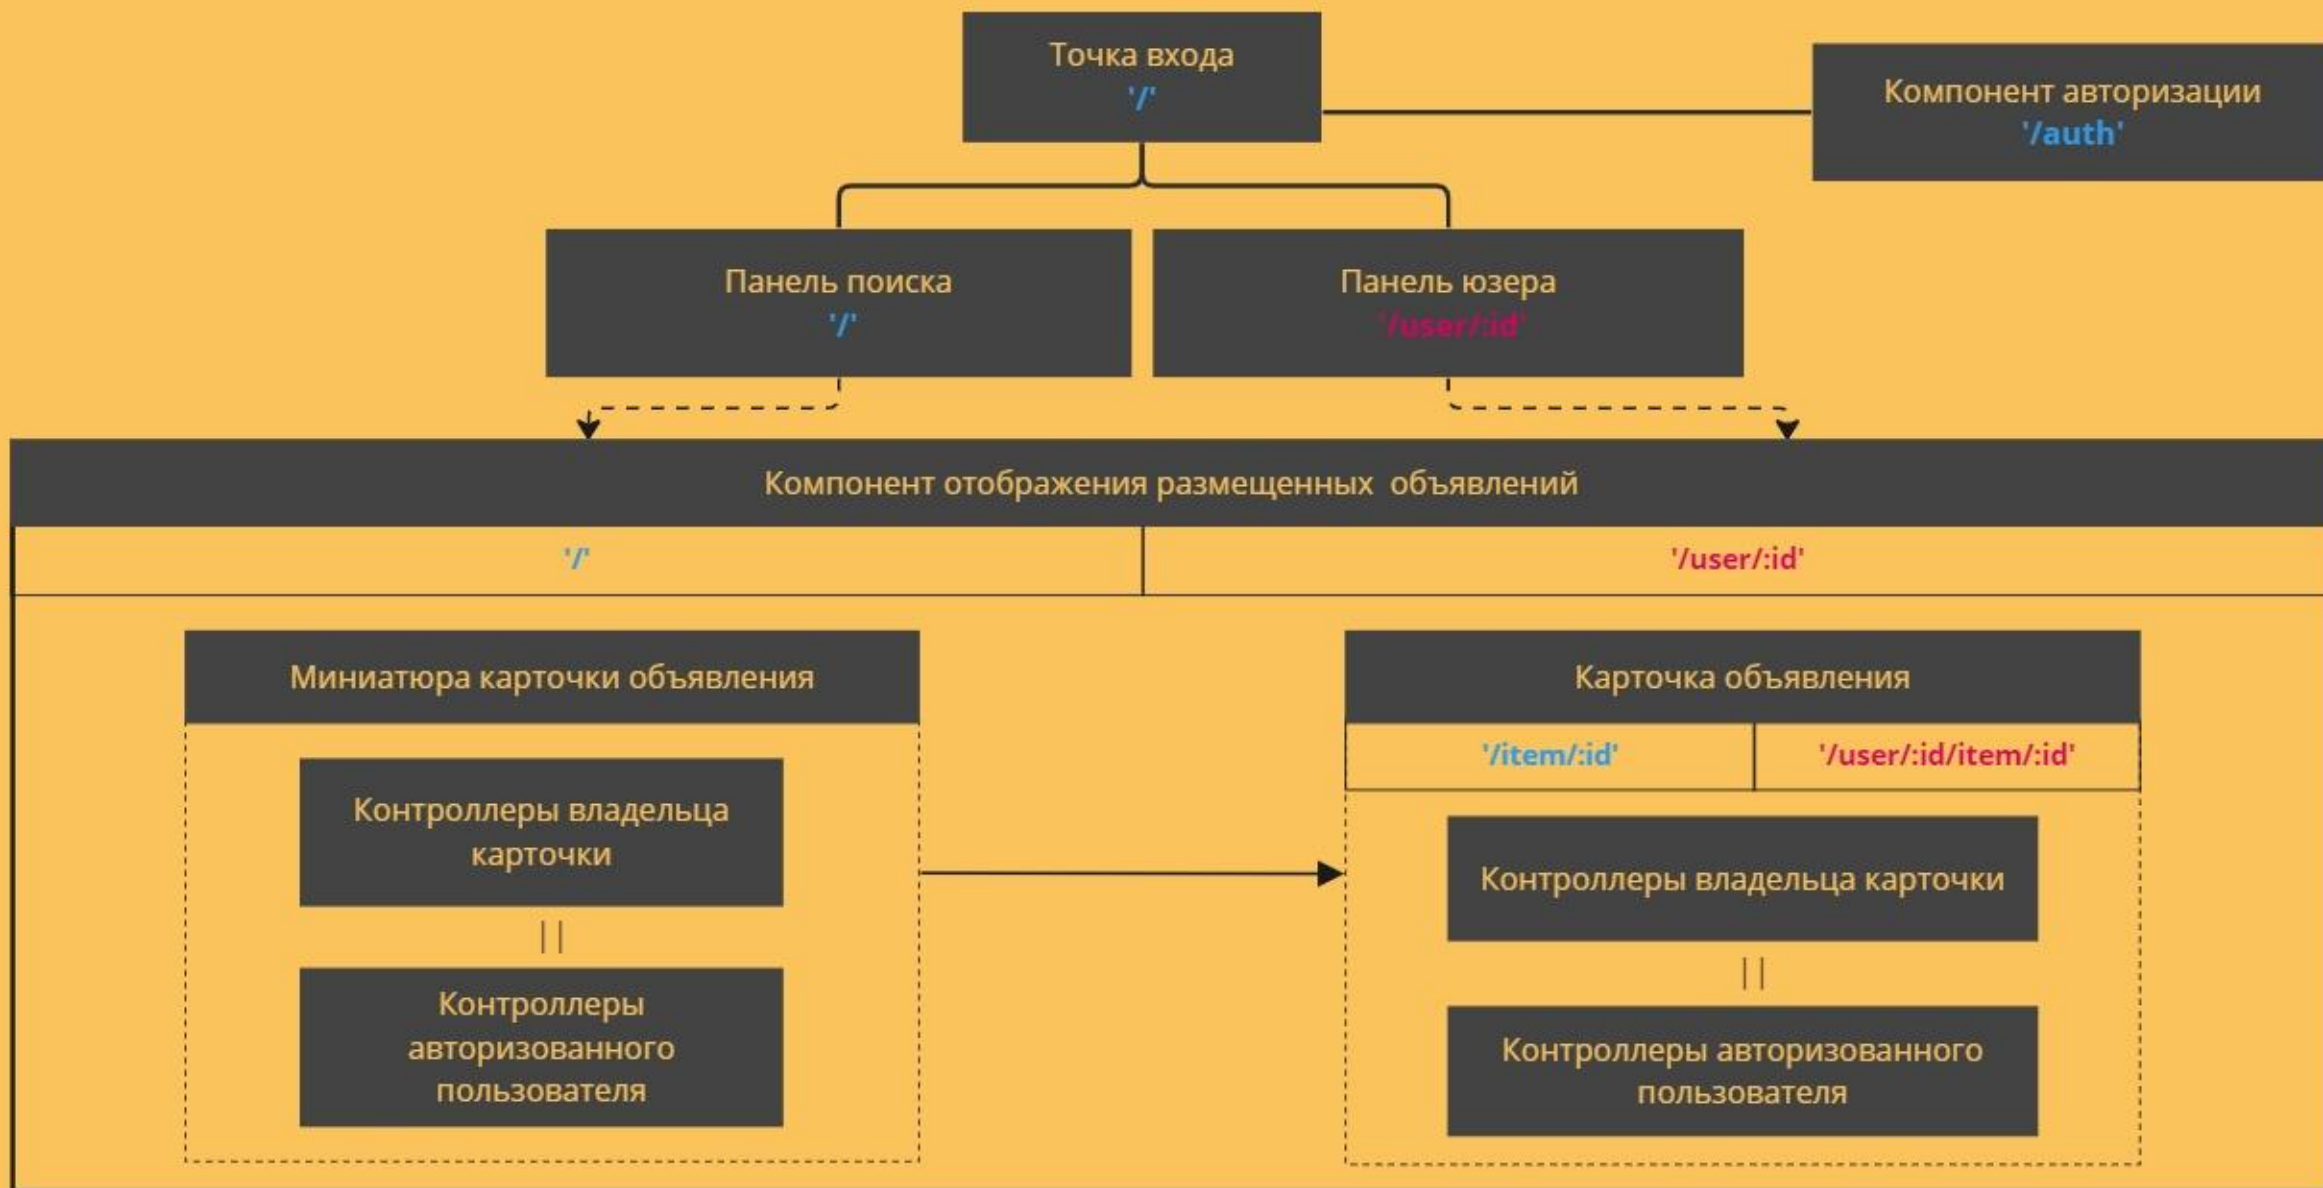 Точка входа
'/'
Компонент авторизации
'/auth'
Панель поиска
'/'
Панель юзера
'/user/:id'
Компонент отображения размещенных  объявлений
'/'
'/user/:id'
Миниатюра карточки объявления
Контроллеры владельца
карточки
||
Контроллеры
авторизованного
пользователя
Карточка объявления
'/item/:id'
'/user/:id/item/:id'
Контроллеры владельца карточки
||
Контроллеры авторизованного
пользователя